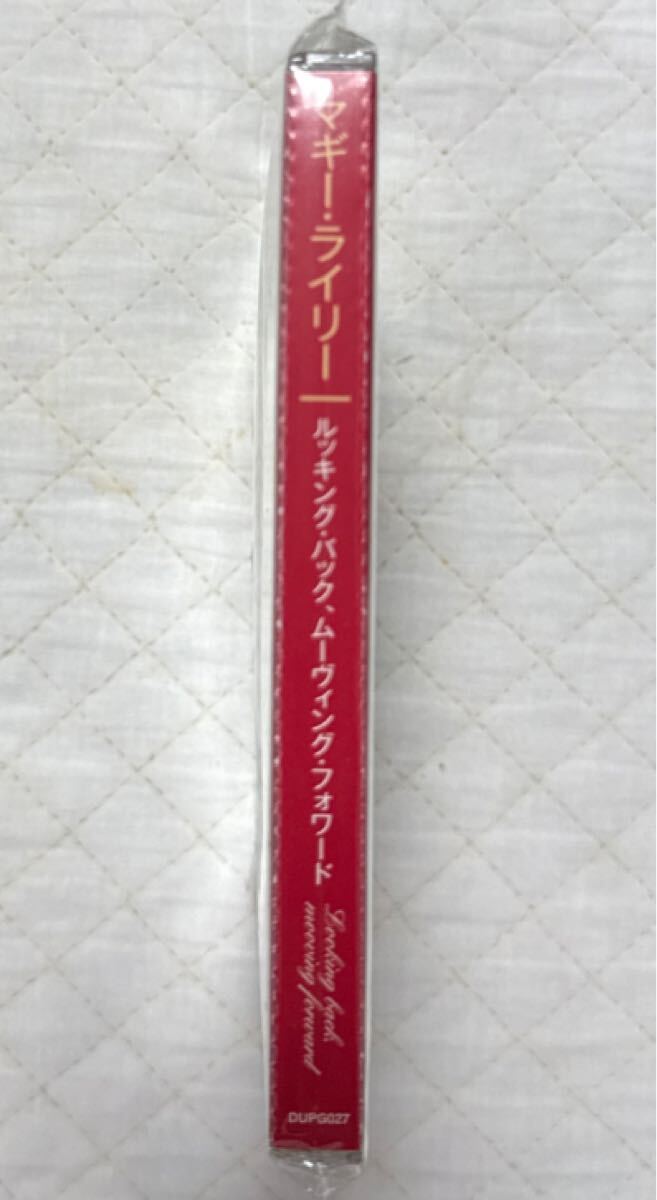 マギー・ライリー
ルッキング・バック、ムーヴィング・フォワード
Looking back
mooving forward
DUPG027